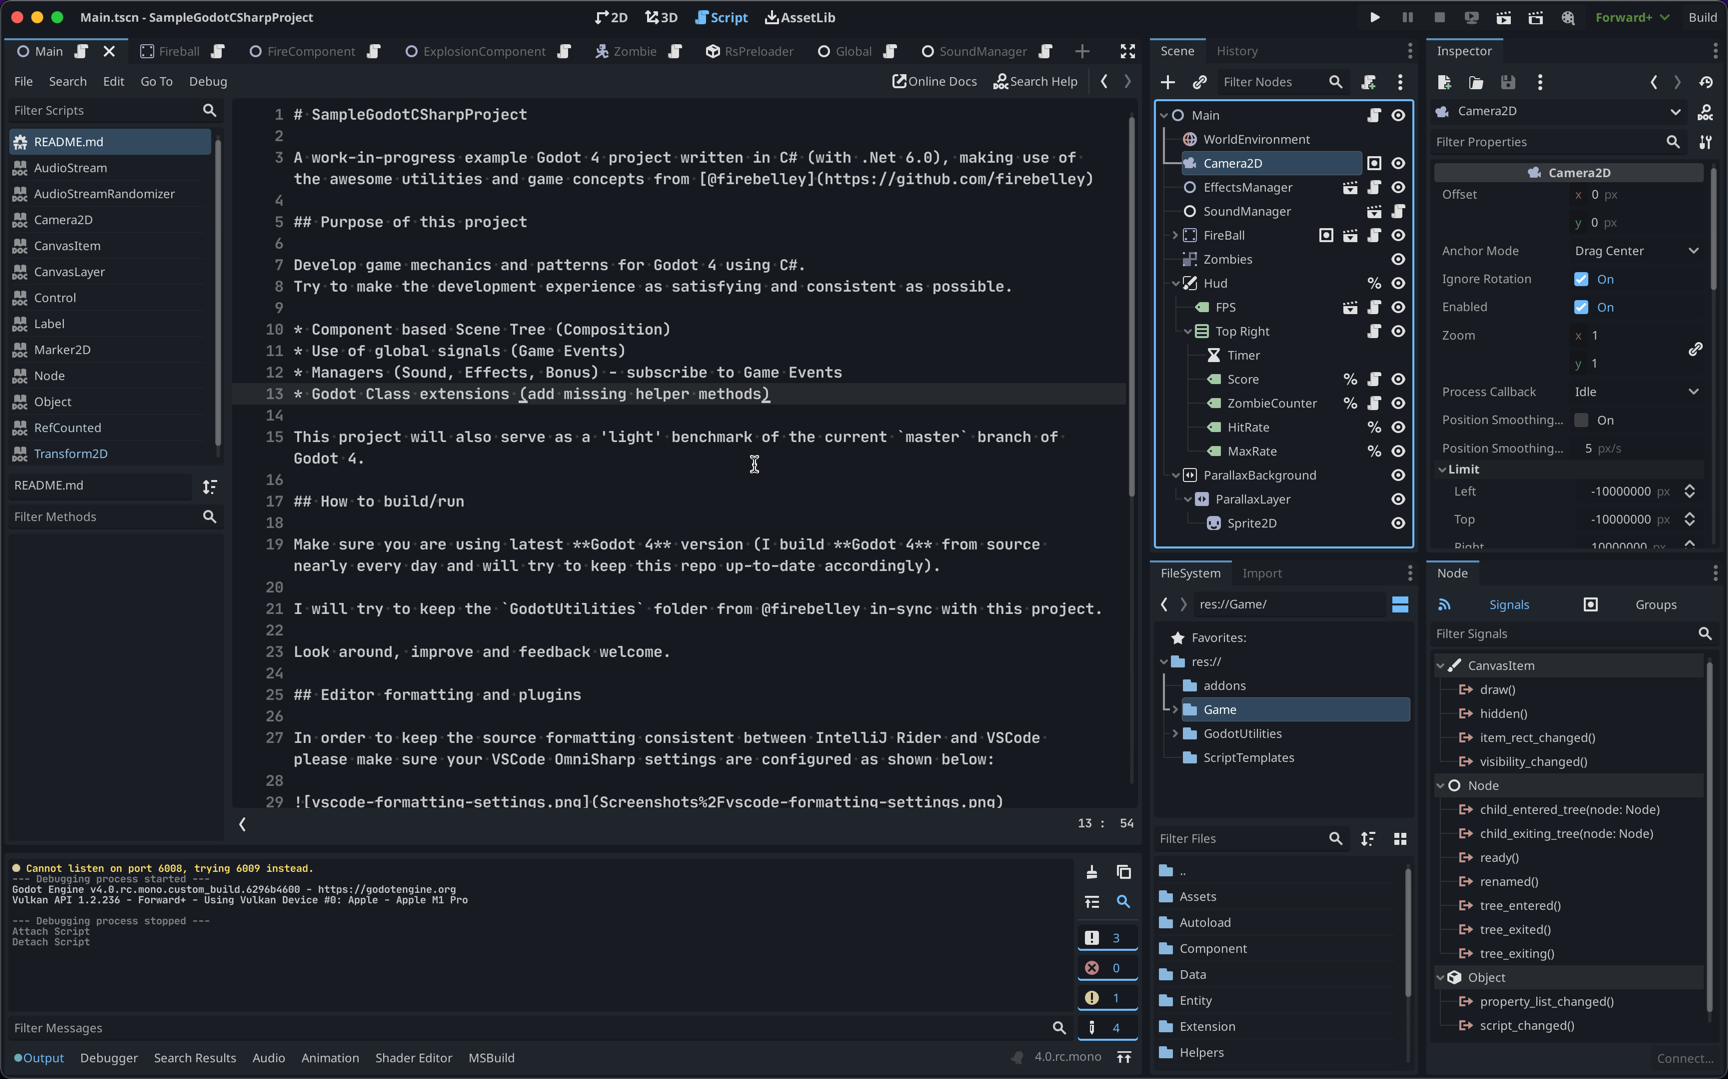 Main.tscn - SampleGodotCSharpProject
2D 3D Script AssetLib
Forward+ Build
Main Fireball FireComponent ExplosionComponent Zombie RsPreloader Global SoundManager
File Search Edit Go To Debug
Online Docs Search Help
Filter Scripts
README.md
AudioStream
AudioStreamRandomizer
Camera2D
CanvasItem
CanvasLayer
Control
Label
Marker2D
Node
Object
RefCounted
Transform2D
README.md
Filter Methods
1 # SampleGodotCSharpProject
2
3 A work-in-progress example Godot 4 project written in C# (with .Net 6.0), making use of
the awesome utilities and game concepts from [@firebelley](https://github.com/firebelley)
4
5 ## Purpose of this project
6
7 Develop game mechanics and patterns for Godot 4 using C#.
8 Try to make the development experience as satisfying and consistent as possible.
9
10 * Component based Scene Tree (Composition)
11 * Use of global signals (Game Events)
12 * Managers (Sound, Effects, Bonus) - subscribe to Game Events
13 * Godot Class extensions (add missing helper methods)
14
15 This project will also serve as a 'light' benchmark of the current `master` branch of
Godot 4.
16
17 ## How to build/run
18
19 Make sure you are using latest **Godot 4** version (I build **Godot 4** from source
nearly every day and will try to keep this repo up-to-date accordingly).
20
21 I will try to keep the `GodotUtilities` folder from @firebelley in-sync with this project.
22
23 Look around, improve and feedback welcome.
24
25 ## Editor formatting and plugins
26
27 In order to keep the source formatting consistent between IntelliJ Rider and VSCode
please make sure your VSCode OmniSharp settings are configured as shown below:
28
29 ![vscode-formatting-settings.png](Screenshots%2Fvscode-formatting-settings.png)
13 : 54
Cannot listen on port 6008, trying 6009 instead.
--- Debugging process started ---
Godot Engine v4.0.rc.mono.custom_build.6296b4600 - https://godotengine.org
Vulkan API 1.2.236 - Forward+ - Using Vulkan Device #0: Apple - Apple M1 Pro
--- Debugging process stopped ---
Attach Script
Detach Script
3
0
1
4
Filter Messages
Output Debugger Search Results Audio Animation Shader Editor MSBuild
4.0.rc.mono
Scene History
Filter Nodes
Main
WorldEnvironment
Camera2D
EffectsManager
SoundManager
FireBall
Zombies
Hud %
FPS
Top Right
Timer
Score %
ZombieCounter %
HitRate %
MaxRate %
ParallaxBackground
ParallaxLayer
Sprite2D
FileSystem Import
res://Game/
Favorites:
res://
addons
Game
GodotUtilities
ScriptTemplates
Filter Files
..
Assets
Autoload
Component
Data
Entity
Extension
Helpers
Inspector
Camera2D
Filter Properties
Camera2D
Offset x 0 px
y 0 px
Anchor Mode Drag Center
Ignore Rotation On
Enabled On
Zoom x 1
y 1
Process Callback Idle
Position Smoothing... On
Position Smoothing... 5 px/s
Limit
Left -10000000 px
Top -10000000 px
Right 10000000 px
Node
Signals Groups
Filter Signals
CanvasItem
draw()
hidden()
item_rect_changed()
visibility_changed()
Node
child_entered_tree(node: Node)
child_exiting_tree(node: Node)
ready()
renamed()
tree_entered()
tree_exited()
tree_exiting()
Object
property_list_changed()
script_changed()
Connect...